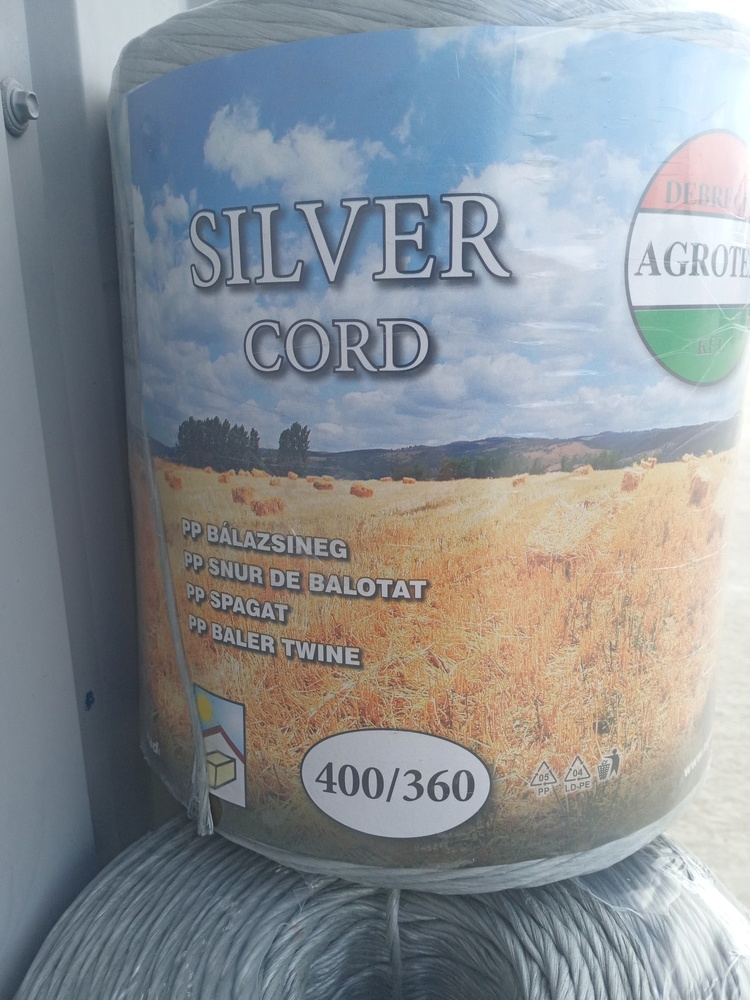 SILVER
CORD
AGROTE
PP BÁLAZSINEG
PP SNUR DE BALOTAT
PP SPAGAT
PP BALER TWINE
400/360
05
PP
04
LD-PE